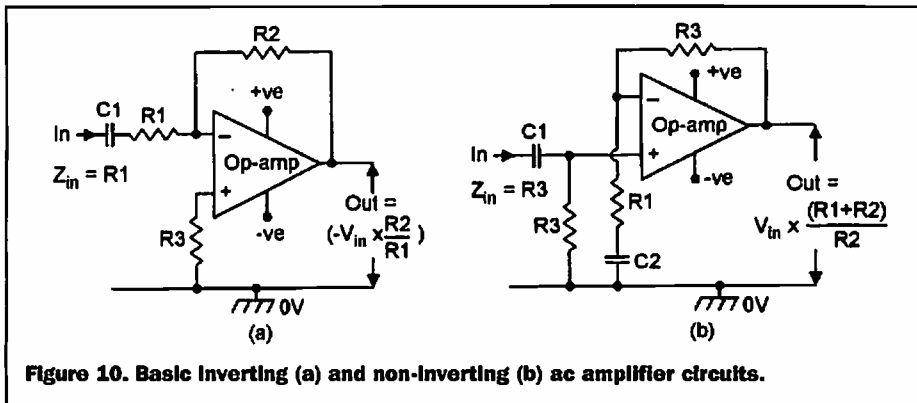 R2
+ve
C1
R1
In
−
Op-amp
Z_in = R1
+
R3
-ve
Out =
(-V_in × R2/R1)
0V
(a)
R3
+ve
−
Op-amp
C1
In
+
-ve
Z_in = R3
R1
R3
C2
Out =
V_in × (R1+R2)/R2
0V
(b)
Figure 10. Basic inverting (a) and non-inverting (b) ac amplifier circuits.